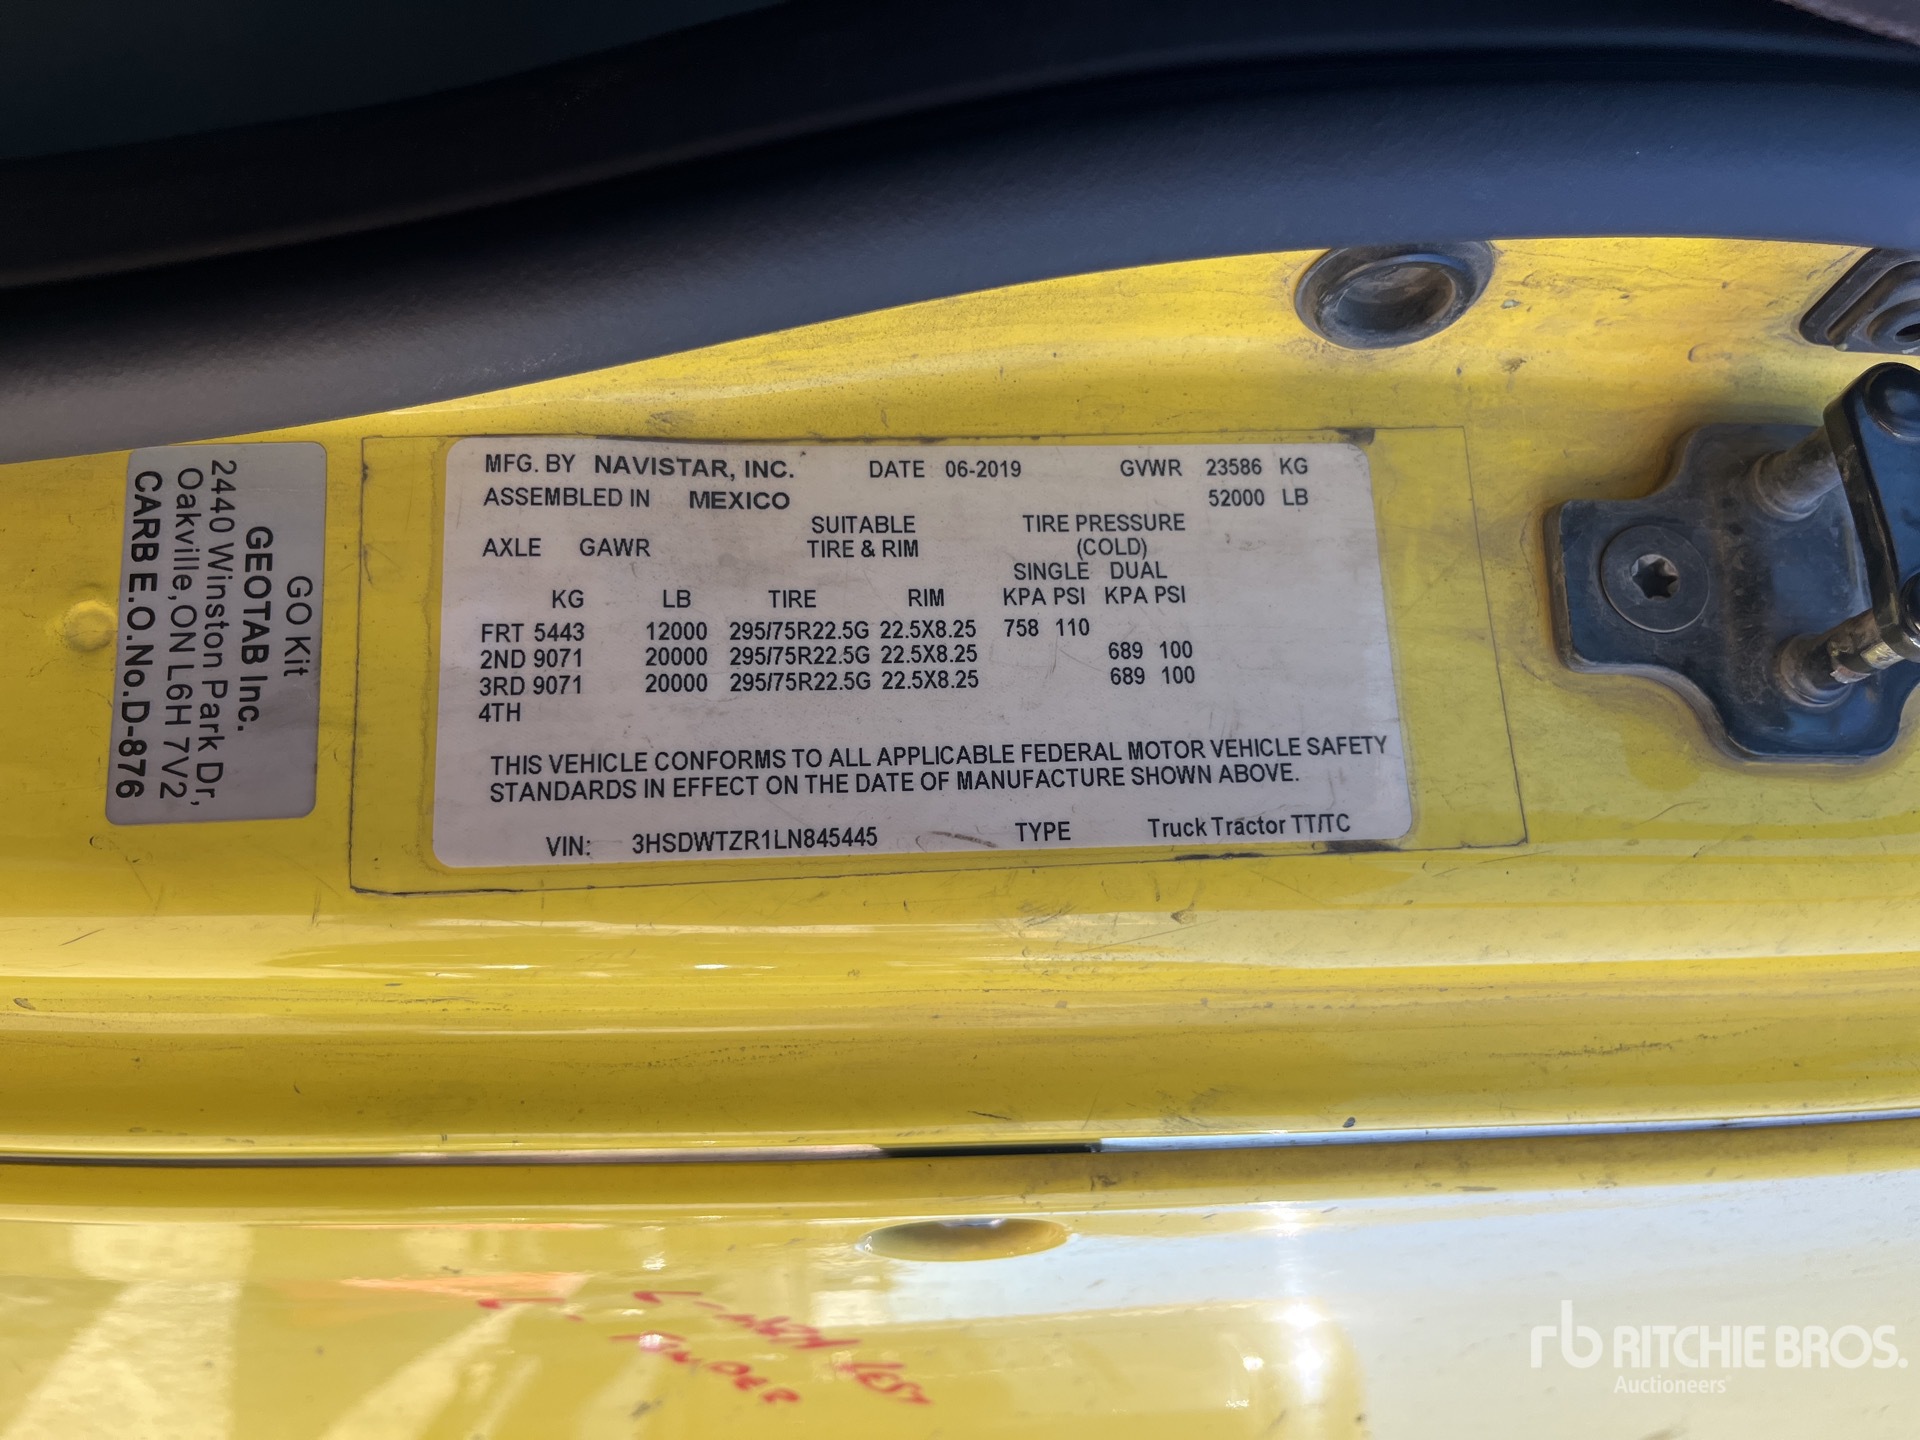 MFG. BY NAVISTAR, INC. DATE 06-2019 GVWR 23586 KG
ASSEMBLED IN MEXICO 52000 LB
SUITABLE TIRE PRESSURE
AXLE GAWR TIRE & RIM (COLD)
SINGLE DUAL
KG LB TIRE RIM KPA PSI KPA PSI
FRT 5443 12000 295/75R22.5G 22.5X8.25 758 110
2ND 9071 20000 295/75R22.5G 22.5X8.25 689 100
3RD 9071 20000 295/75R22.5G 22.5X8.25 689 100
4TH
THIS VEHICLE CONFORMS TO ALL APPLICABLE FEDERAL MOTOR VEHICLE SAFETY
STANDARDS IN EFFECT ON THE DATE OF MANUFACTURE SHOWN ABOVE.
VIN: 3HSDWTZR1LN845445 TYPE Truck Tractor TT/TC
GO Kit
GEOTAB Inc.
2440 Winston Park Dr,
Oakville, ON L6H 7V2
CARB E.O.No.D-876
FENDER
rb RITCHIE BROS.
Auctioneers